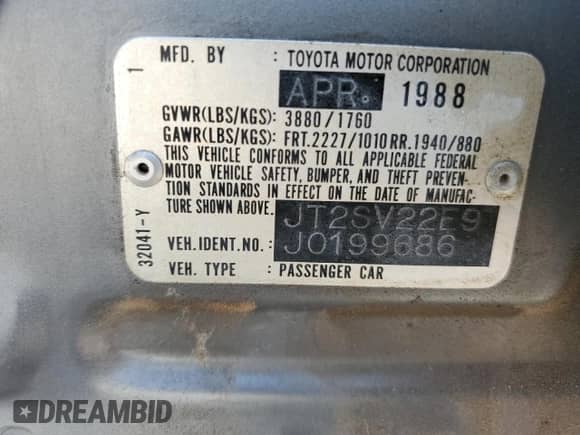 MFD. BY : TOYOTA MOTOR CORPORATION
APR. 1988
GVWR(LBS/KGS): 3880/1760
GAWR(LBS/KGS): FRT.2227/1010 RR.1940/880
THIS VEHICLE CONFORMS TO ALL APPLICABLE FEDERAL
MOTOR VEHICLE SAFETY, BUMPER, AND THEFT PREVEN-
TION STANDARDS IN EFFECT ON THE DATE OF MANUFAC-
TURE SHOWN ABOVE.
JT2SV22E9
VEH. IDENT. NO.: J0199686
VEH. TYPE : PASSENGER CAR
32041-Y 1
DREAMBID